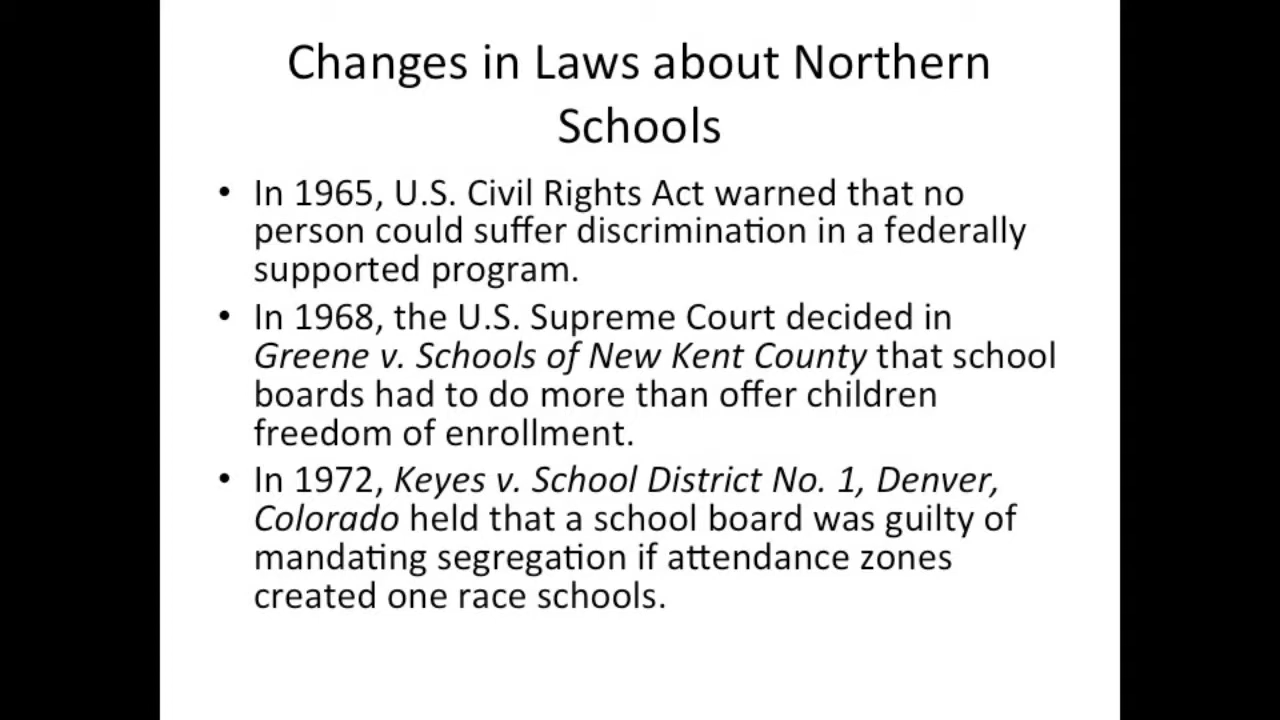 Changes in Laws about Northern
Schools
• In 1965, U.S. Civil Rights Act warned that no
person could suffer discrimination in a federally
supported program.
• In 1968, the U.S. Supreme Court decided in
Greene v. Schools of New Kent County that school
boards had to do more than offer children
freedom of enrollment.
• In 1972, Keyes v. School District No. 1, Denver,
Colorado held that a school board was guilty of
mandating segregation if attendance zones
created one race schools.